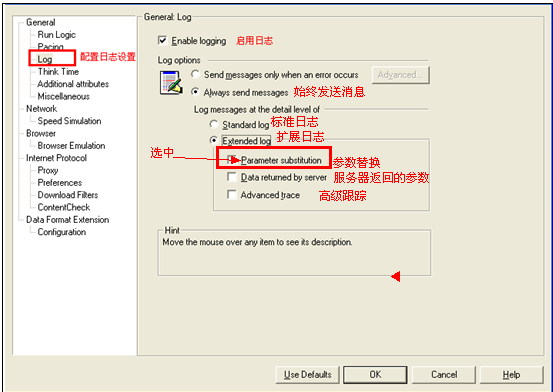 General
Run Logic
Pacing
Log 配置日志设置
Think Time
Additional attributes
Miscellaneous
Network
Speed Simulation
Browser
Browser Emulation
Internet Protocol
Proxy
Preferences
Download Filters
ContentCheck
Data Format Extension
Configuration
General: Log
Enable logging 启用日志
Log options
Send messages only when an error occurs Advanced...
Always send messages 始终发送消息
Log messages at the detail level of
Standard log 标准日志
Extended log 扩展日志
选中 Parameter substitution 参数替换
Data returned by server 服务器返回的参数
Advanced trace 高级跟踪
Hint
Move the mouse over any item to see its description.
Use Defaults OK Cancel Help